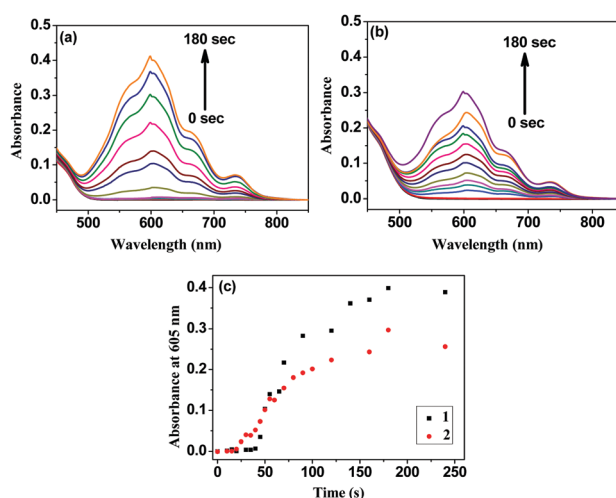 (a)
180 sec
0 sec
Absorbance
0.5
0.4
0.3
0.2
0.1
0.0
500 600 700 800
Wavelength (nm)
(b)
180 sec
0 sec
Absorbance
0.5
0.4
0.3
0.2
0.1
0.0
500 600 700 800
Wavelength (nm)
(c)
Absorbance at 605 nm
0.4
0.3
0.2
0.1
0.0
1
2
0 50 100 150 200 250
Time (s)